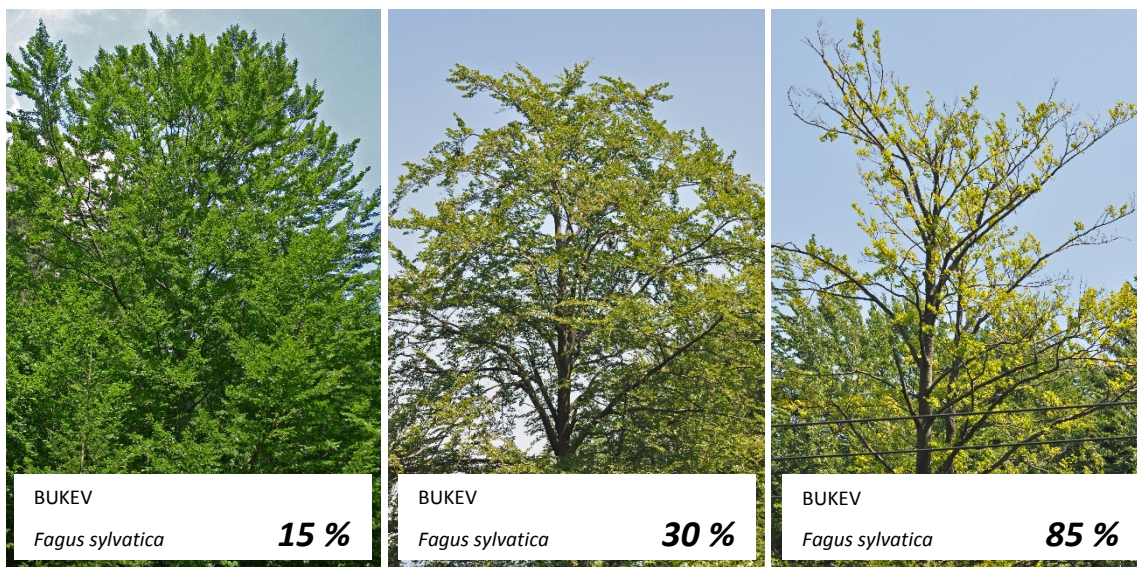 BUKEV
Fagus sylvatica 15 %
BUKEV
Fagus sylvatica 30 %
BUKEV
Fagus sylvatica 85 %